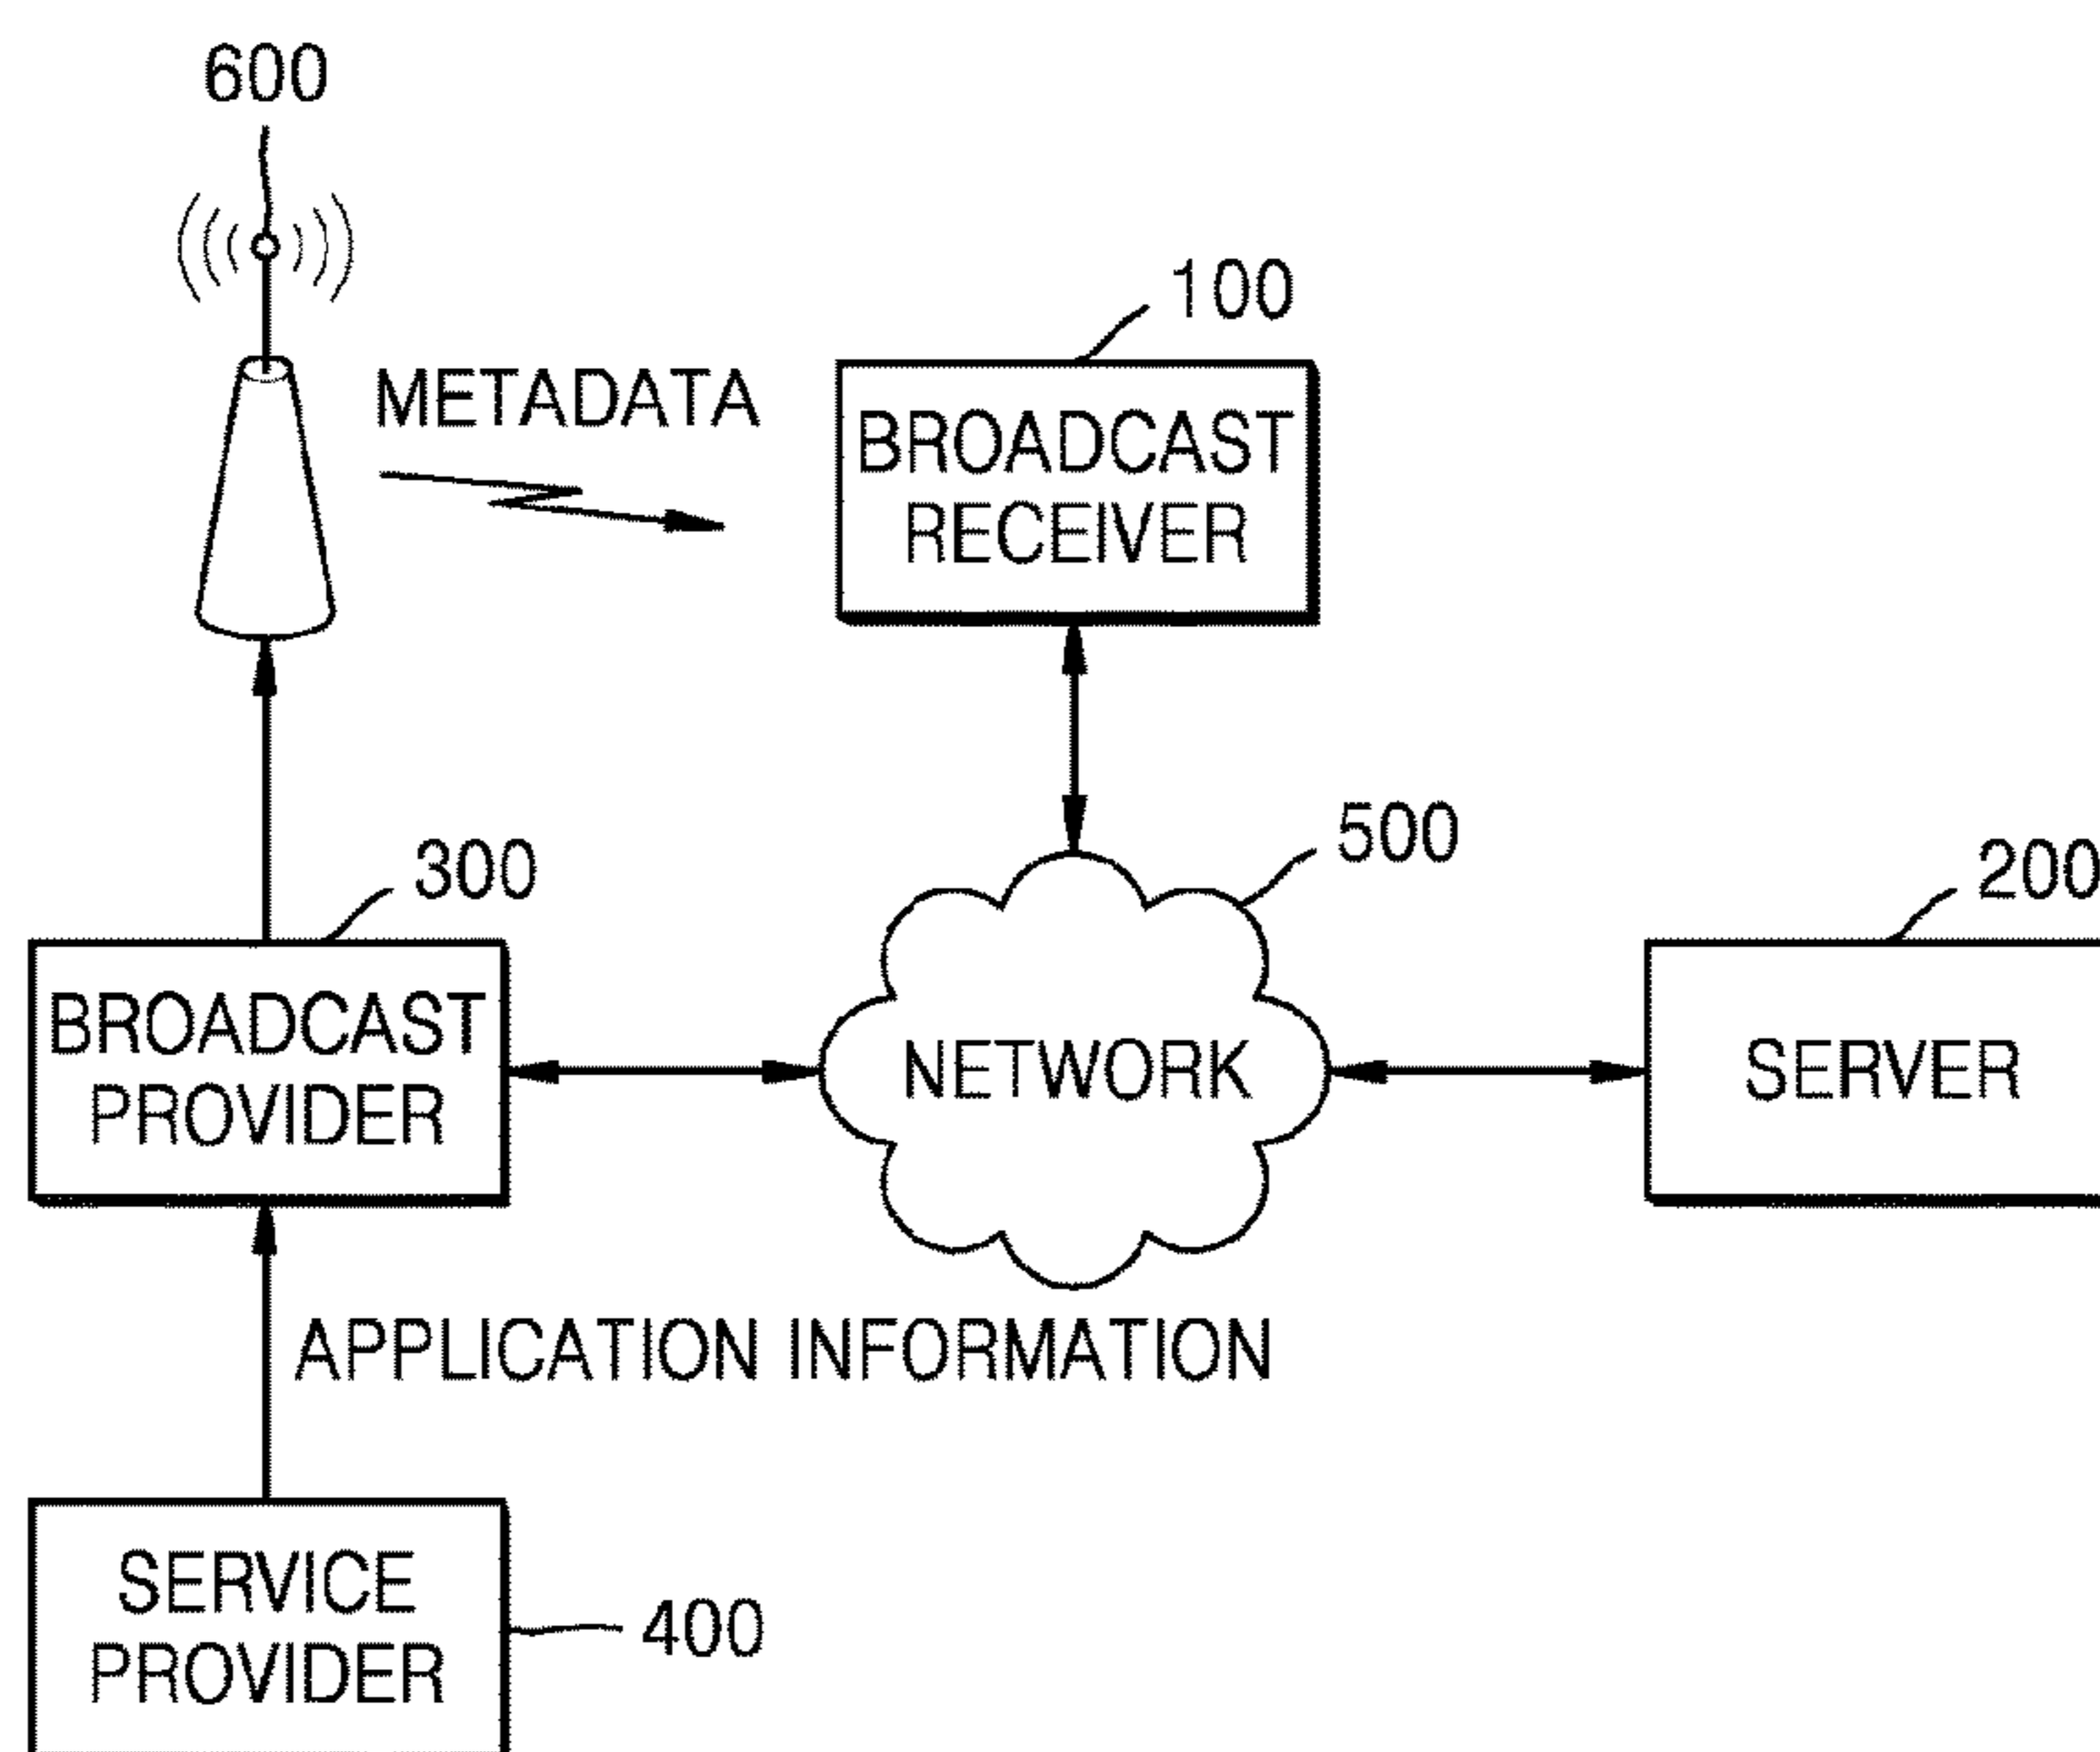 600
100
METADATA
BROADCAST
RECEIVER
500
300
200
BROADCAST
PROVIDER
NETWORK
SERVER
APPLICATION INFORMATION
SERVICE
PROVIDER
400